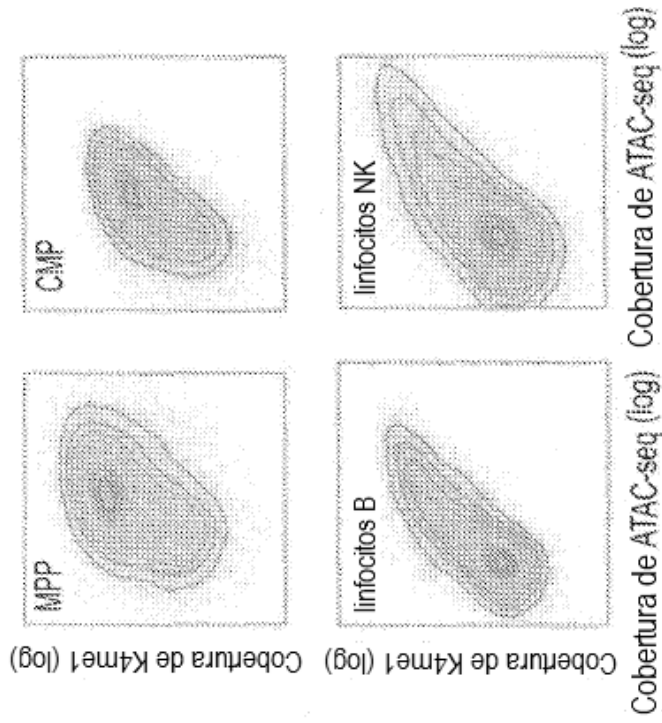 Cobertura de K4me1 (log)
MPP
CMP
Cobertura de K4me1 (log)
linfocitos B
linfocitos NK
Cobertura de ATAC-seq (log)
Cobertura de ATAC-seq (log)